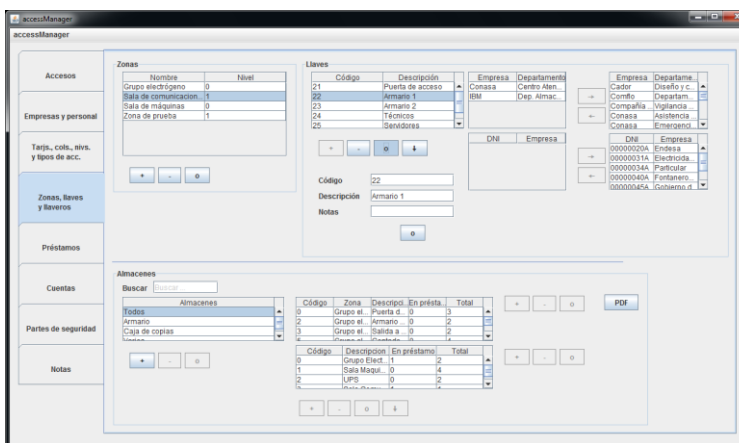 accessManager
accessManager
Accesos
Empresas y personal
Tarjs., cols., nivs.
y tipos de acc.
Zonas, llaves
y llaveros
Préstamos
Cuentas
Partes de seguridad
Notas
Zonas
Nombre Nivel
Grupo electrógeno 0
Sala de comunicacion... 1
Sala de máquinas 0
Zona de prueba 1
+ - o
Llaves
Código Descripción
21 Puerta de acceso
22 Armario 1
23 Armario 2
24 Técnicos
25 Servidores
+ - o
Código 22
Descripción Armario 1
Notas
o
Empresa Departamento
Conasa Centro Aten...
IBM Dep. Almac...
DNI Empresa
Empresa Departame...
Cador Diseño y c...
Comflo Departam...
Compañía ... Vigilancia ...
Conasa Asistencia ...
Conasa Emergenci...
DNI Empresa
00000020A Endesa
00000031A Electricida...
00000034A Particular
00000040A Fontanero...
00000045A Gobierno d...
Almacenes
Buscar Buscar...
Almacenes
Todos
Armario
Caja de copias
Varios
+ - o
Código Zona Descripci... En présta... Total
0 Grupo el... Puerta d... 0 3
2 Grupo el... Armario ... 0 2
3 Grupo el... Salida a ... 0 2
+ - o
PDF
Código Descripcion En préstamo Total
0 Grupo Elect... 1 2
1 Sala Maqui... 0 4
2 UPS 0 2
+ - o
+ - o